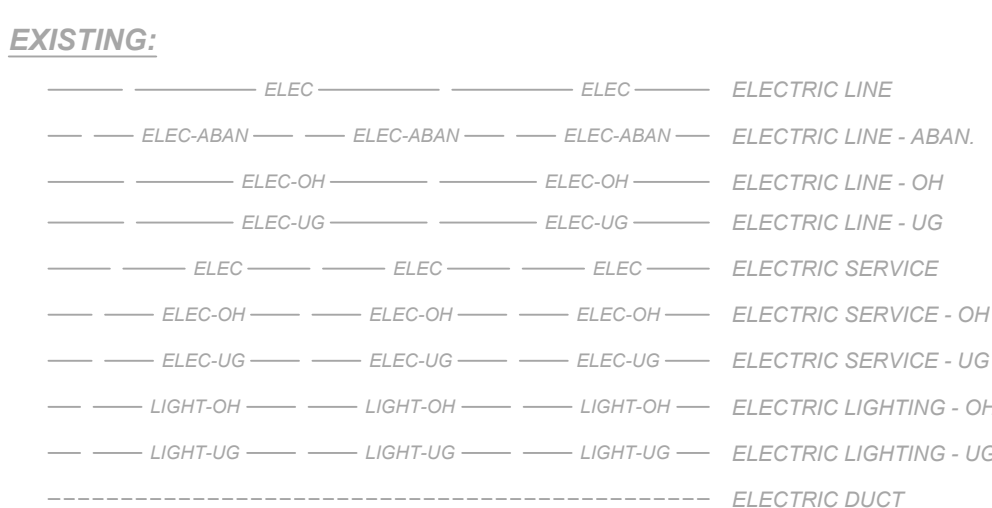 EXISTING:
ELEC ELEC ELECTRIC LINE
ELEC-ABAN ELEC-ABAN ELEC-ABAN ELECTRIC LINE - ABAN.
ELEC-OH ELEC-OH ELECTRIC LINE - OH
ELEC-UG ELEC-UG ELECTRIC LINE - UG
ELEC ELEC ELEC ELECTRIC SERVICE
ELEC-OH ELEC-OH ELEC-OH ELECTRIC SERVICE - OH
ELEC-UG ELEC-UG ELEC-UG ELECTRIC SERVICE - UG
LIGHT-OH LIGHT-OH LIGHT-OH ELECTRIC LIGHTING - OH
LIGHT-UG LIGHT-UG LIGHT-UG ELECTRIC LIGHTING - UG
ELECTRIC DUCT